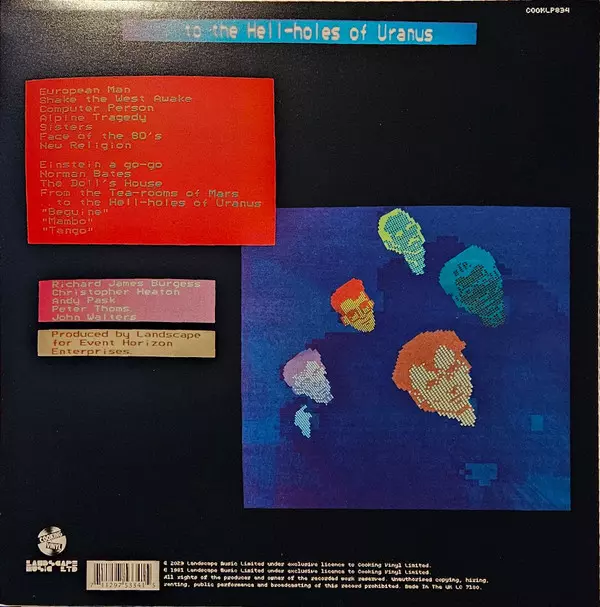 COOKLP834
to the Hell-holes of Uranus
European Man
Shake the West Awake
Computer Person
Alpine Tragedy
Sisters
Face of the 80's
New Religion
Einstein a go-go
Norman Bates
The Doll's House
From the Tea-rooms of Mars
to the Hell-holes of Uranus
"Beguine"
"Mambo"
"Tango"
Richard James Burgess
Christopher Heaton
Andy Pask
Peter Thoms
John Walters
Produced by Landscape
for Event Horizon
Enterprises.
COOKING
VINYL
LANDSCAPE
MUSIC LTD
© 2023 Landscape Music Limited under exclusive licence to Cooking Vinyl Limited.
℗ 1981 Landscape Music Limited under exclusive licence to Cooking Vinyl Limited.
All rights of the producer and owner of the recorded work reserved. Unauthorised copying, hiring,
renting, public performance and broadcasting of this record prohibited. Made In The UK LC 7180.